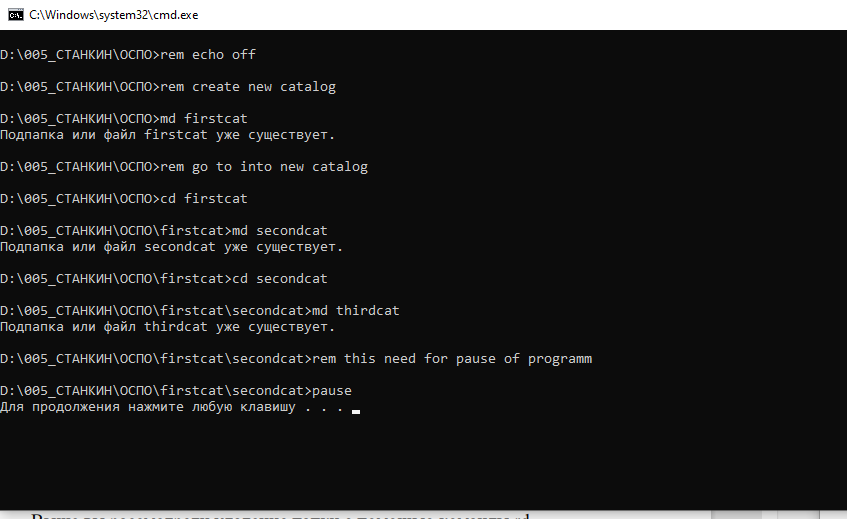 C:\Windows\system32\cmd.exe
D:\005_СТАНКИН\ОСПО>rem echo off
D:\005_СТАНКИН\ОСПО>rem create new catalog
D:\005_СТАНКИН\ОСПО>md firstcat
Подпапка или файл firstcat уже существует.
D:\005_СТАНКИН\ОСПО>rem go to into new catalog
D:\005_СТАНКИН\ОСПО>cd firstcat
D:\005_СТАНКИН\ОСПО\firstcat>md secondcat
Подпапка или файл secondcat уже существует.
D:\005_СТАНКИН\ОСПО\firstcat>cd secondcat
D:\005_СТАНКИН\ОСПО\firstcat\secondcat>md thirdcat
Подпапка или файл thirdcat уже существует.
D:\005_СТАНКИН\ОСПО\firstcat\secondcat>rem this need for pause of programm
D:\005_СТАНКИН\ОСПО\firstcat\secondcat>pause
Для продолжения нажмите любую клавишу . . .